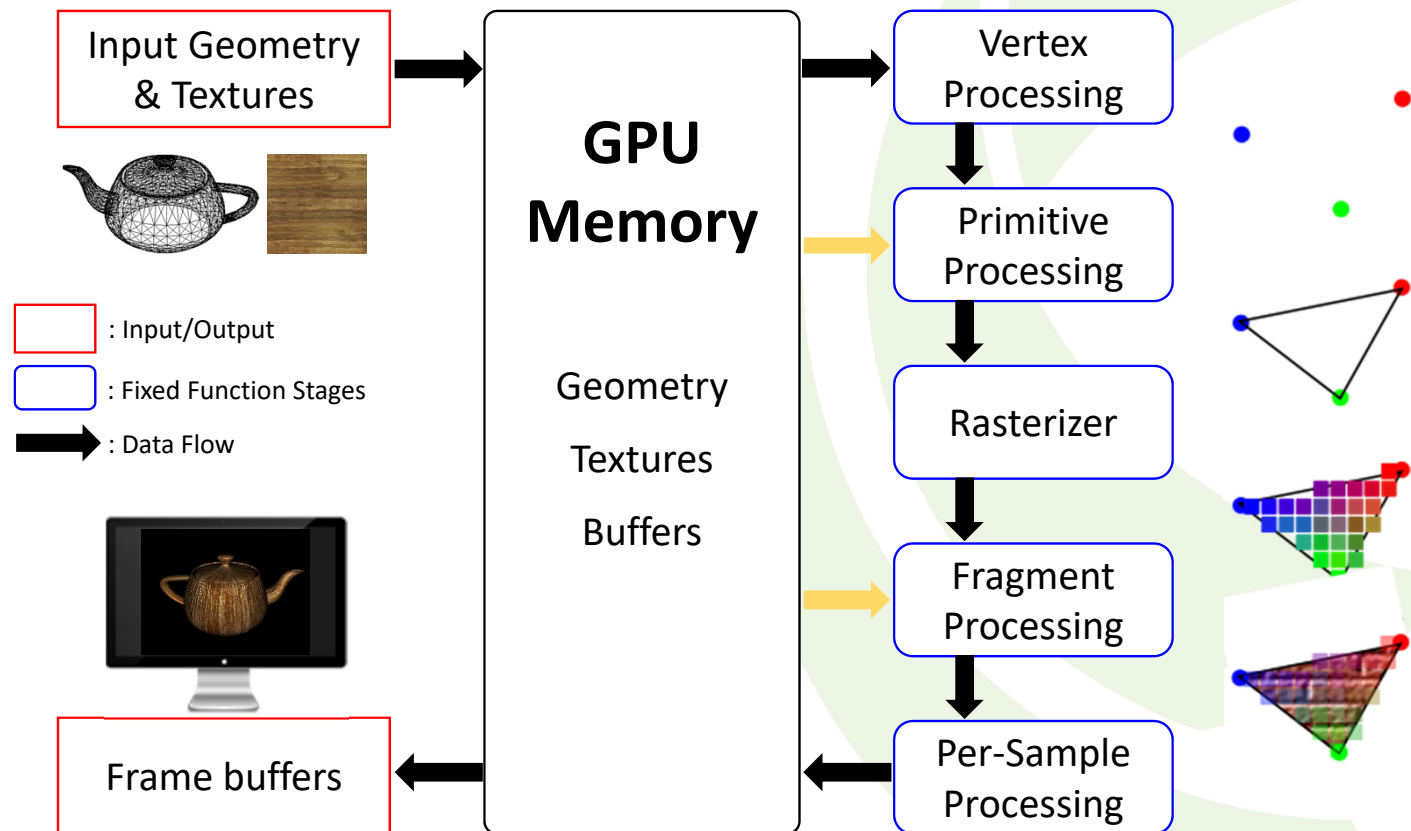 Input Geometry
& Textures
GPU
Memory
Geometry
Textures
Buffers
Vertex
Processing
Primitive
Processing
Rasterizer
Fragment
Processing
Per-Sample
Processing
: Input/Output
: Fixed Function Stages
: Data Flow
Frame buffers